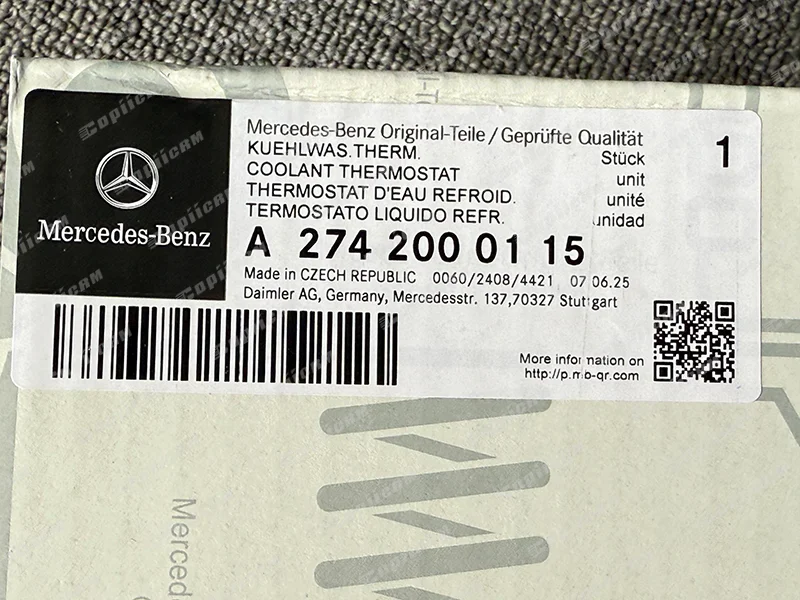 Mercedes-Benz
Mercedes-Benz Original-Teile / Geprüfte Qualität
KUEHLWAS.THERM. Stück 1
COOLANT THERMOSTAT unit
THERMOSTAT D'EAU REFROID. unité
TERMOSTATO LIQUIDO REFR. unidad
A 274 200 01 15
Made in CZECH REPUBLIC 0060/2408/4421 07.06.25
Daimler AG, Germany, Mercedesstr. 137,70327 Stuttgart
More information on
http://p.mb-qr.com
Copiicam